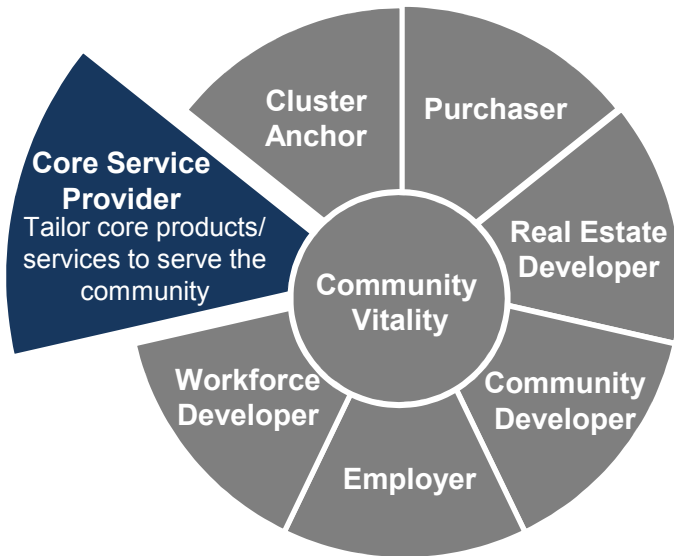 Cluster
Anchor
Purchaser
Core Service
Provider
Tailor core products/
services to serve the
community
Real Estate
Developer
Community
Vitality
Workforce
Developer
Community
Developer
Employer